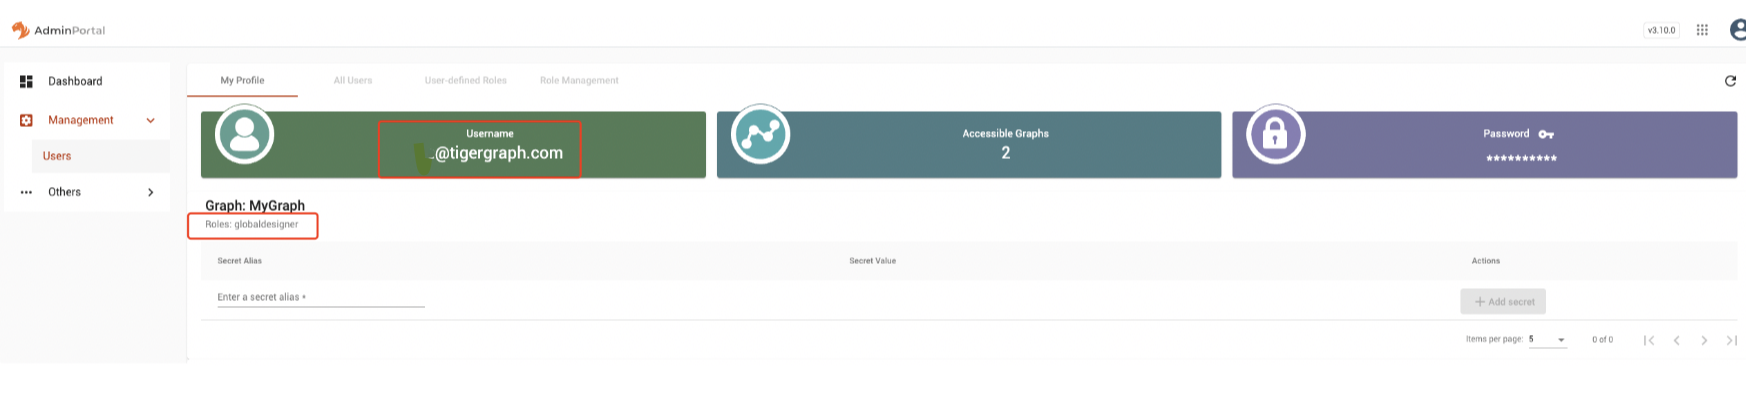 AdminPortal
v3.10.0
Dashboard
Management
Users
Others
My Profile
All Users
User-defined Roles
Role Management
Username
@tigergraph.com
Accessible Graphs
2
Password
**********
Graph: MyGraph
Roles: globaldesigner
Secret Alias
Secret Value
Actions
Enter a secret alias *
+ Add secret
Items per page: 5
0 of 0